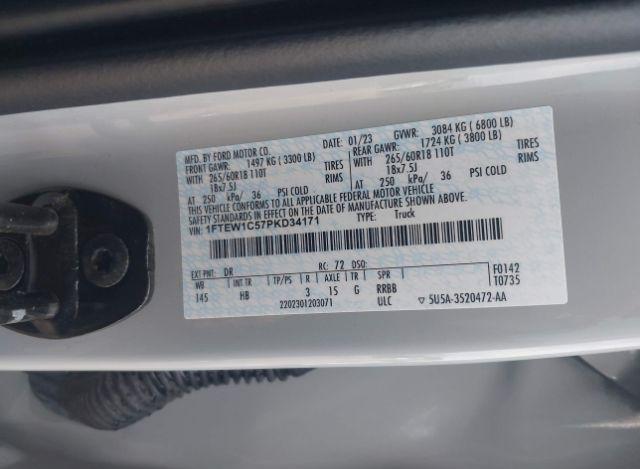 MFD. BY FORD MOTOR CO.
DATE: 01/23 GVWR: 3084 KG ( 6800 LB)
FRONT GAWR: 1497 KG ( 3300 LB) REAR GAWR: 1724 KG ( 3800 LB)
WITH 265/60R18 110T TIRES WITH 265/60R18 110T TIRES
18x7.5J RIMS 18x7.5J RIMS
AT 250 kPa/ 36 PSI COLD AT 250 kPa/ 36 PSI COLD
THIS VEHICLE CONFORMS TO ALL APPLICABLE FEDERAL MOTOR VEHICLE
SAFETY STANDARDS IN EFFECT ON THE DATE OF MANUFACTURE SHOWN ABOVE
VIN: 1FTEW1C57PKD34171 TYPE: Truck
EXT PNT: DR RC: 72 DSO: F0142
WB INT TR TP/PS R AXLE TR SPR T0735
145 HB 3 15 G RRBB
2202301203071 ULC 5U5A-3520472-AA